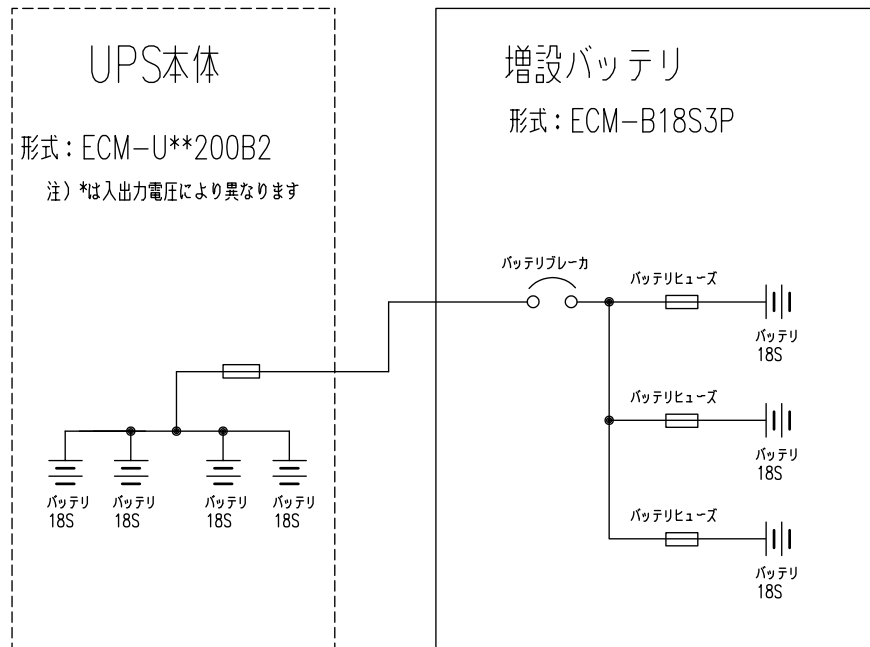 UPS本体
形式：ECM-U**200B2
注）*は入出力電圧により異なります
バッテリ
18S
バッテリ
18S
バッテリ
18S
バッテリ
18S
増設バッテリ
形式：ECM-B18S3P
バッテリブレーカ
バッテリヒューズ
バッテリ
18S
バッテリヒューズ
バッテリ
18S
バッテリヒューズ
バッテリ
18S